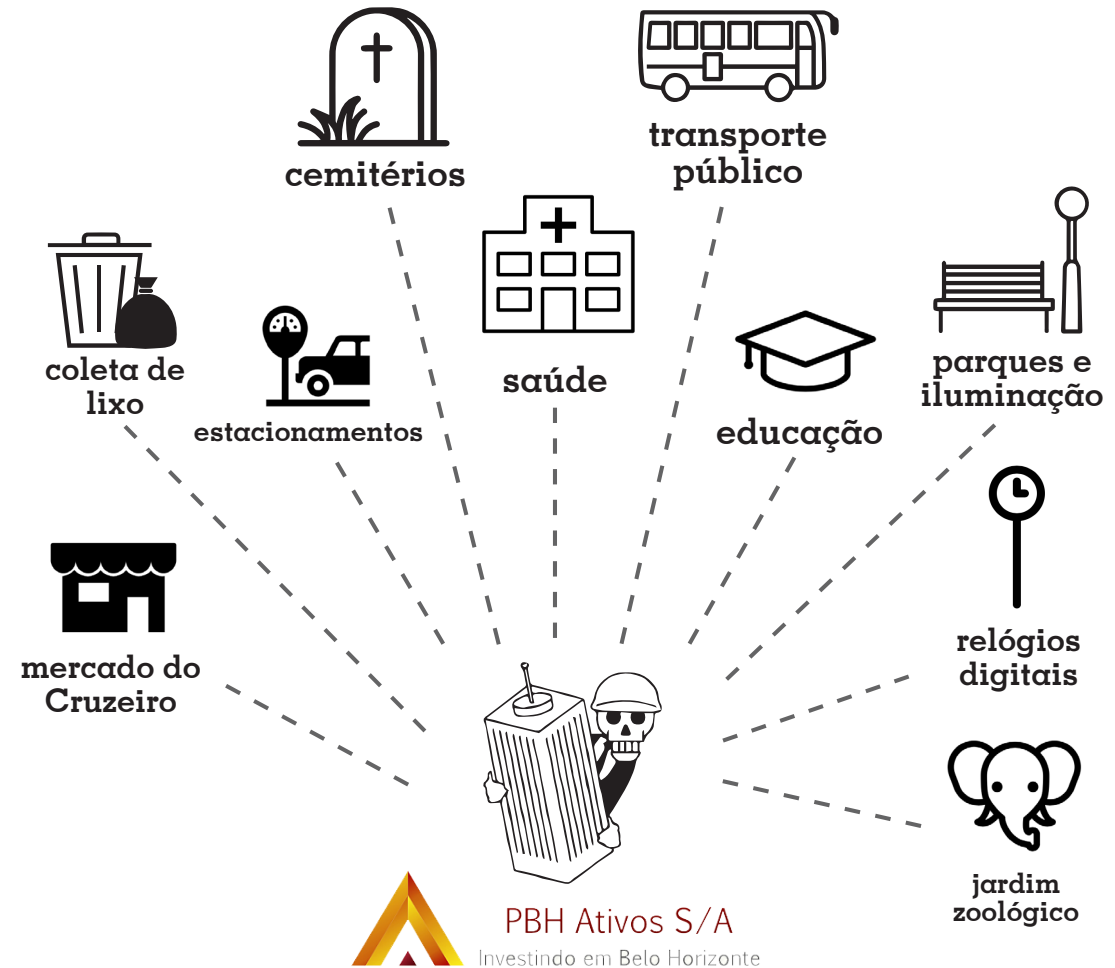 cemitérios
transporte
público
coleta de
lixo
estacionamentos
saúde
educação
parques e
iluminação
mercado do
Cruzeiro
relógios
digitais
jardim
zoológico
PBH Ativos S/A
Investindo em Belo Horizonte